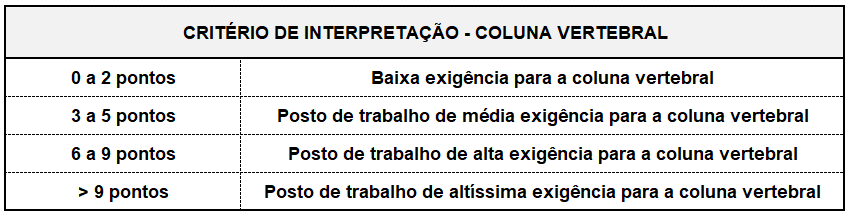 CRITÉRIO DE INTERPRETAÇÃO - COLUNA VERTEBRAL
0 a 2 pontos Baixa exigência para a coluna vertebral
3 a 5 pontos Posto de trabalho de média exigência para a coluna vertebral
6 a 9 pontos Posto de trabalho de alta exigência para a coluna vertebral
> 9 pontos Posto de trabalho de altíssima exigência para a coluna vertebral